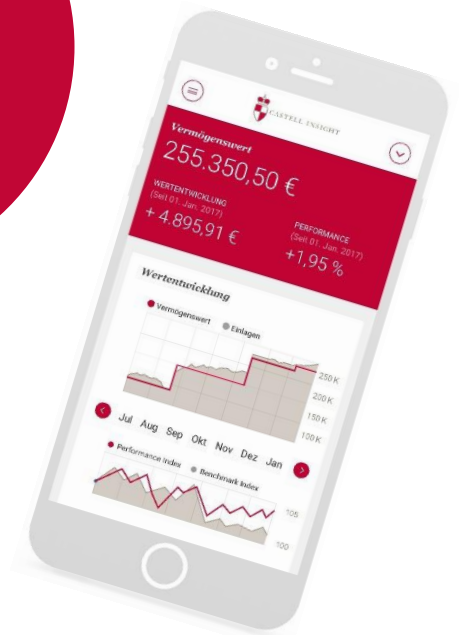 CASTELL INSIGHT
Vermögenswert
255.350,50 €
WERTENTWICKLUNG
(Seit 01. Jan. 2017)
+ 4.895,91 €
PERFORMANCE
(Seit 01. Jan. 2017)
+1,95 %
Wertentwicklung
Vermögenswert Einlagen
250 K
200 K
150 K
100 K
Jul Aug Sep Okt Nov Dez Jan
Performance Index Benchmark Index
105
100